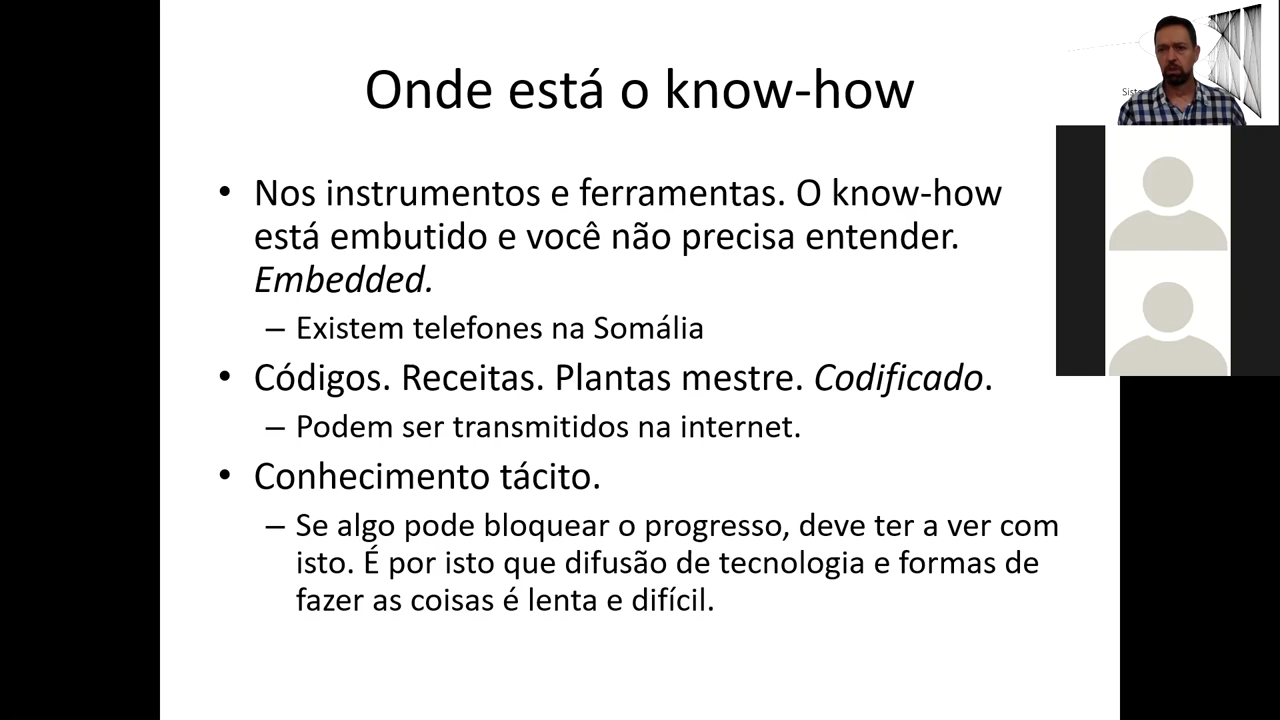 Onde está o know-how
• Nos instrumentos e ferramentas. O know-how
está embutido e você não precisa entender.
Embedded.
– Existem telefones na Somália
• Códigos. Receitas. Plantas mestre. Codificado.
– Podem ser transmitidos na internet.
• Conhecimento tácito.
– Se algo pode bloquear o progresso, deve ter a ver com
isto. É por isto que difusão de tecnologia e formas de
fazer as coisas é lenta e difícil.